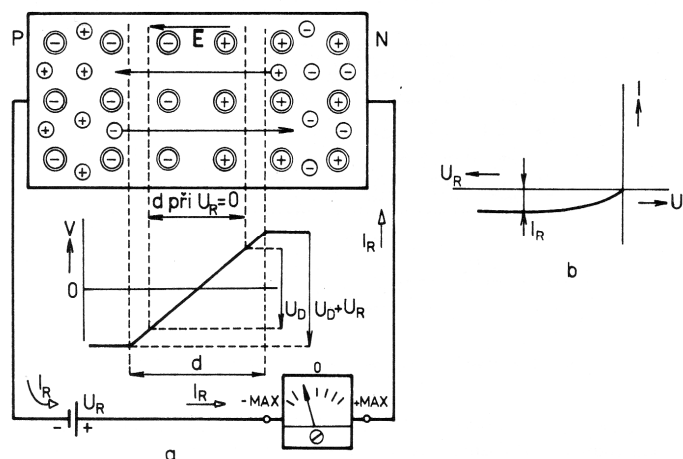 P
E
N
d při U_R=0
V
0
U_D
U_D+U_R
I_R
d
I_R
U_R
- +
I_R
-MAX
0
+MAX
a
I
U_R
U
I_R
b